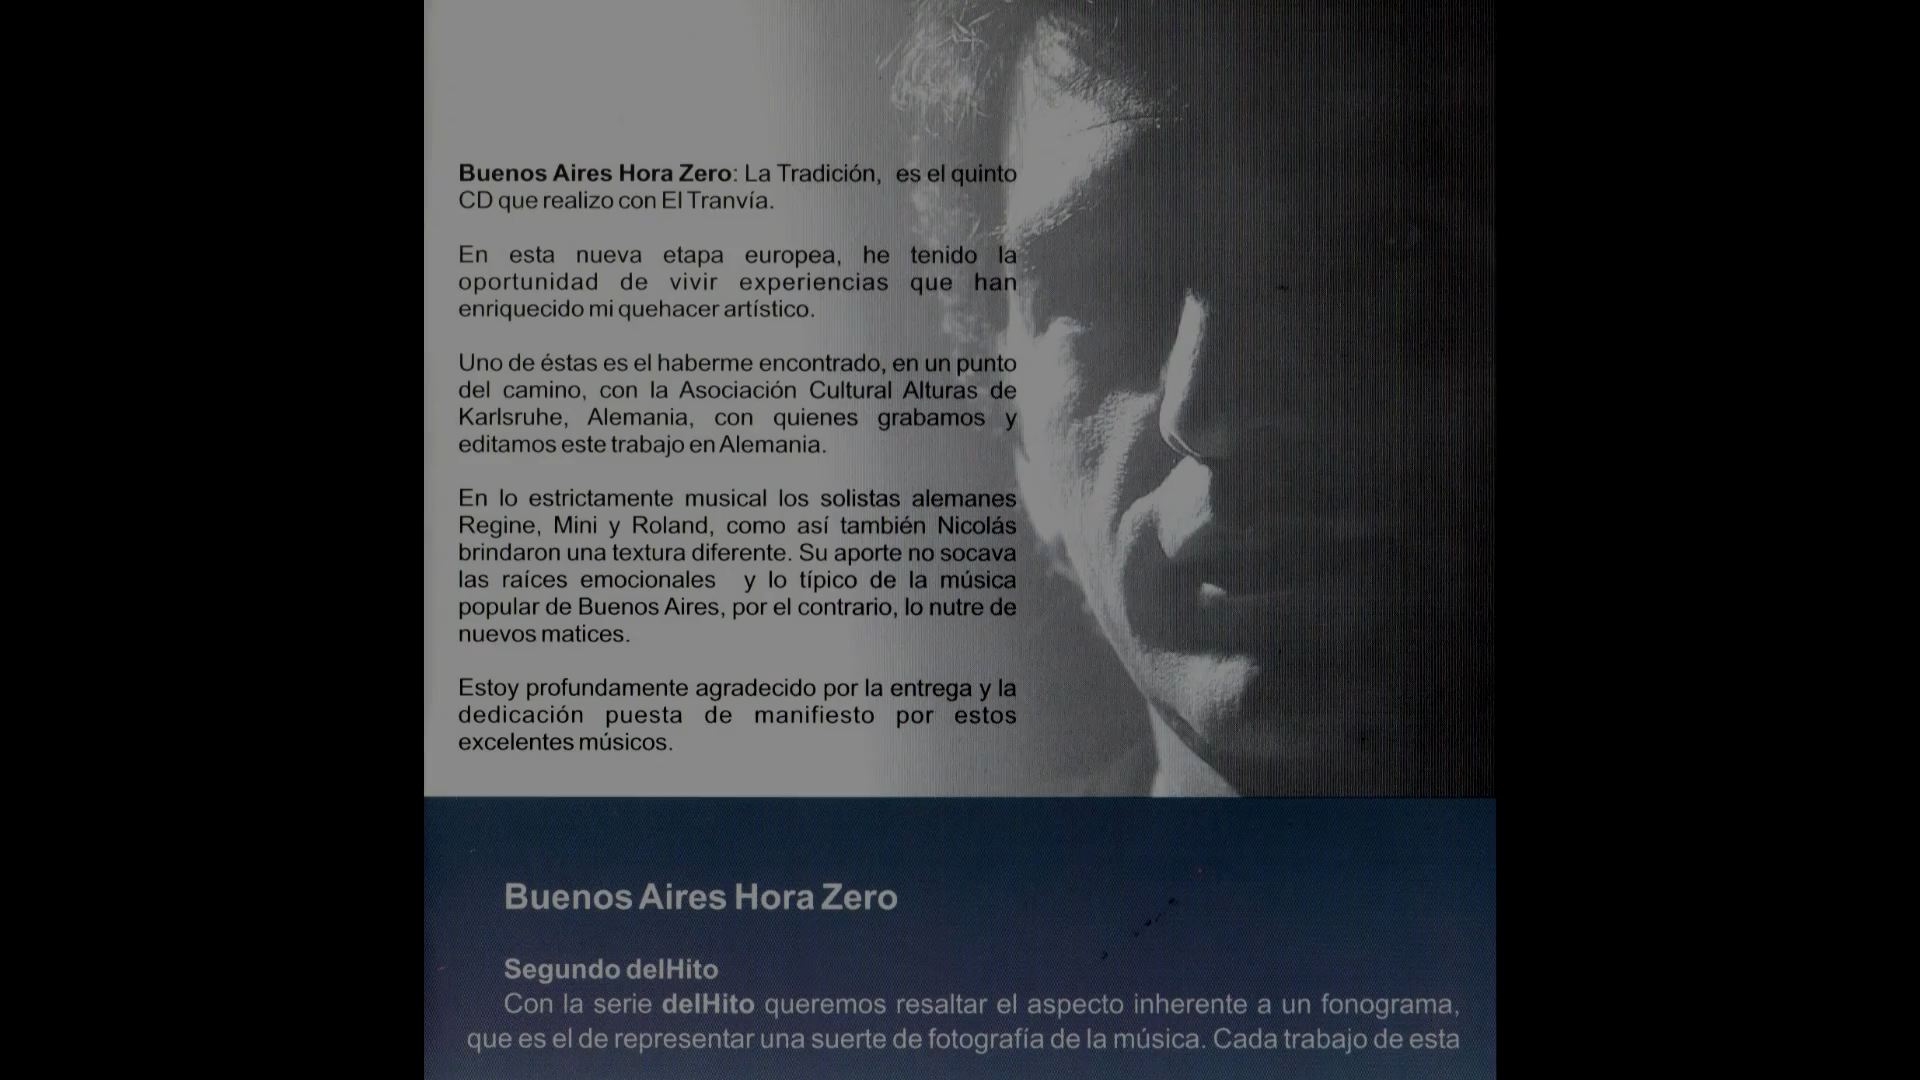 Buenos Aires Hora Zero: La Tradición, es el quinto
CD que realizo con El Tranvía.
En esta nueva etapa europea, he tenido la
oportunidad de vivir experiencias que han
enriquecido mi quehacer artístico.
Uno de éstas es el haberme encontrado, en un punto
del camino, con la Asociación Cultural Alturas de
Karlsruhe, Alemania, con quienes grabamos y
editamos este trabajo en Alemania.
En lo estrictamente musical los solistas alemanes
Regine, Mini y Roland, como así también Nicolás
brindaron una textura diferente. Su aporte no socava
las raíces emocionales y lo típico de la música
popular de Buenos Aires, por el contrario, lo nutre de
nuevos matices.
Estoy profundamente agradecido por la entrega y la
dedicación puesta de manifiesto por estos
excelentes músicos.
Buenos Aires Hora Zero
Segundo delHito
Con la serie delHito queremos resaltar el aspecto inherente a un fonograma,
que es el de representar una suerte de fotografía de la música. Cada trabajo de esta